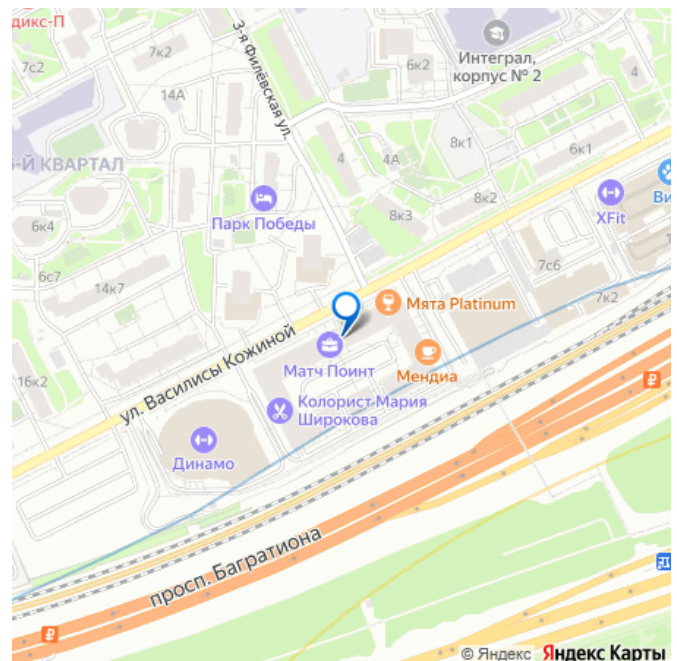 дикс-П
7к2
7с2
3-я Филёвская ул.
6к2
Интеграл,
корпус № 2
14А
4
4А
8к1
6к1
-Й КВАРТАЛ
8к2
XFit
Ви
Парк Победы
8к3
6к4
6с7
14к7
7с6
7к2
1
Мята Platinum
Матч Поинт
Мендиа
16к2
ул. Василисы Кожиной
Колорист Мария
Широкова
Динамо
просп. Багратиона
© Яндекс Яндекс Карты